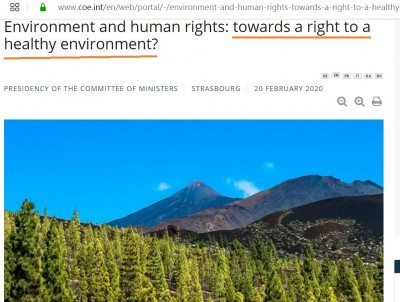 www.coe.int/en/web/portal/-/environment-and-human-rights-towards-a-right-to-a-healthy
Environment and human rights: towards a right to a
healthy environment?
PRESIDENCY OF THE COMMITTEE OF MINISTERS STRASBOURG 20 FEBRUARY 2020